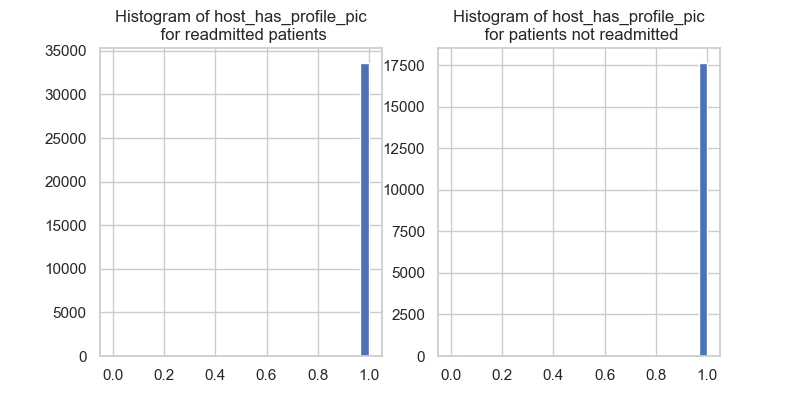 Histogram of host_has_profile_pic
for readmitted patients
35000
30000
25000
20000
15000
10000
5000
0
0.0 0.2 0.4 0.6 0.8 1.0
Histogram of host_has_profile_pic
for patients not readmitted
17500
15000
12500
10000
7500
5000
2500
0
0.0 0.2 0.4 0.6 0.8 1.0